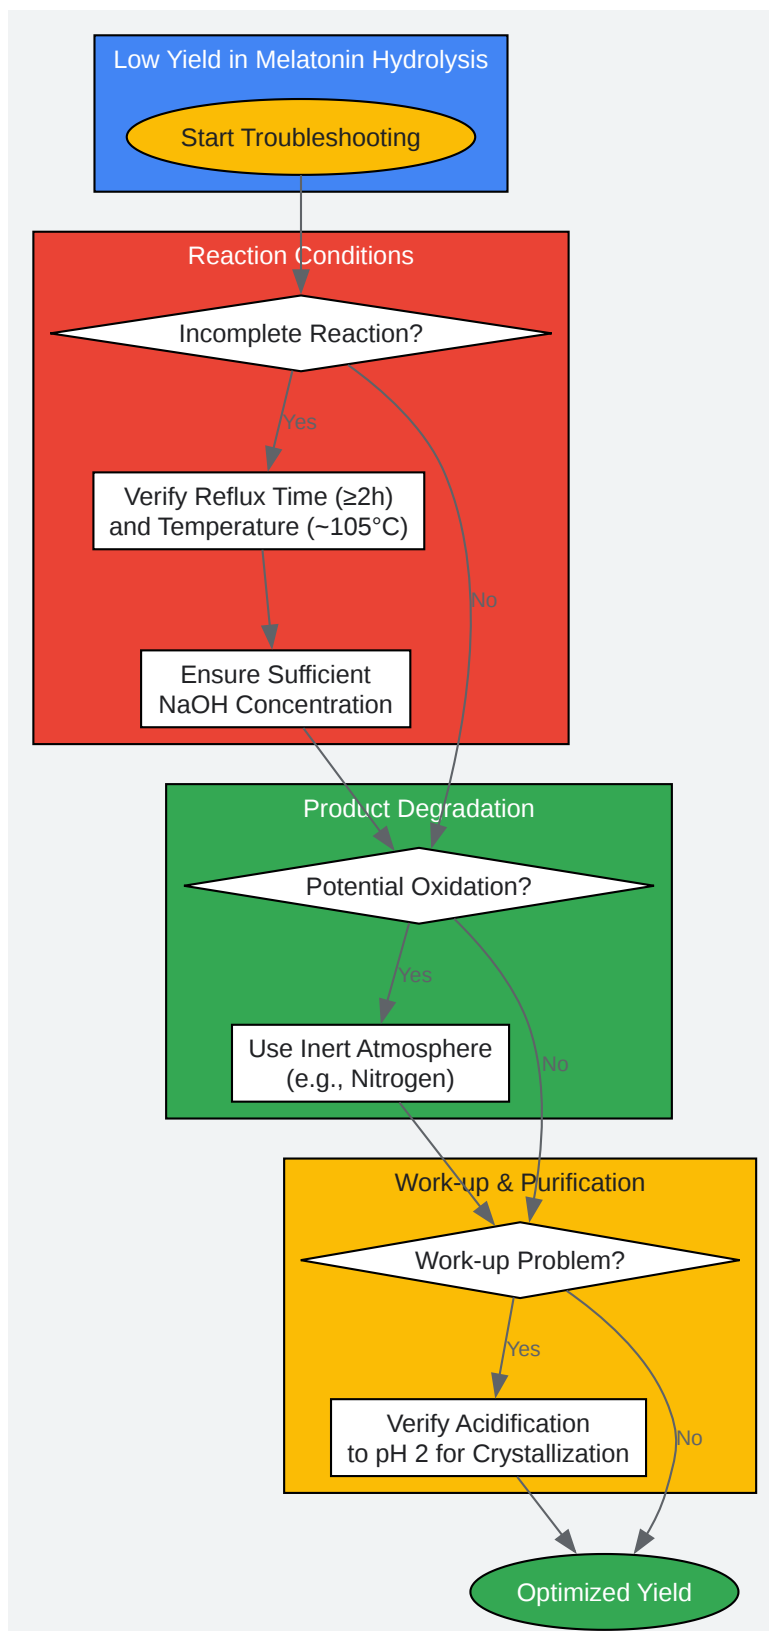 Low Yield in Melatonin Hydrolysis
Start Troubleshooting
Reaction Conditions
Incomplete Reaction?
Yes
Verify Reflux Time (≥2h)
and Temperature (~105°C)
No
Ensure Sufficient
NaOH Concentration
Product Degradation
Potential Oxidation?
Yes
Use Inert Atmosphere
(e.g., Nitrogen)
No
Work-up & Purification
Work-up Problem?
Yes
Verify Acidification
to pH 2 for Crystallization
No
Optimized Yield